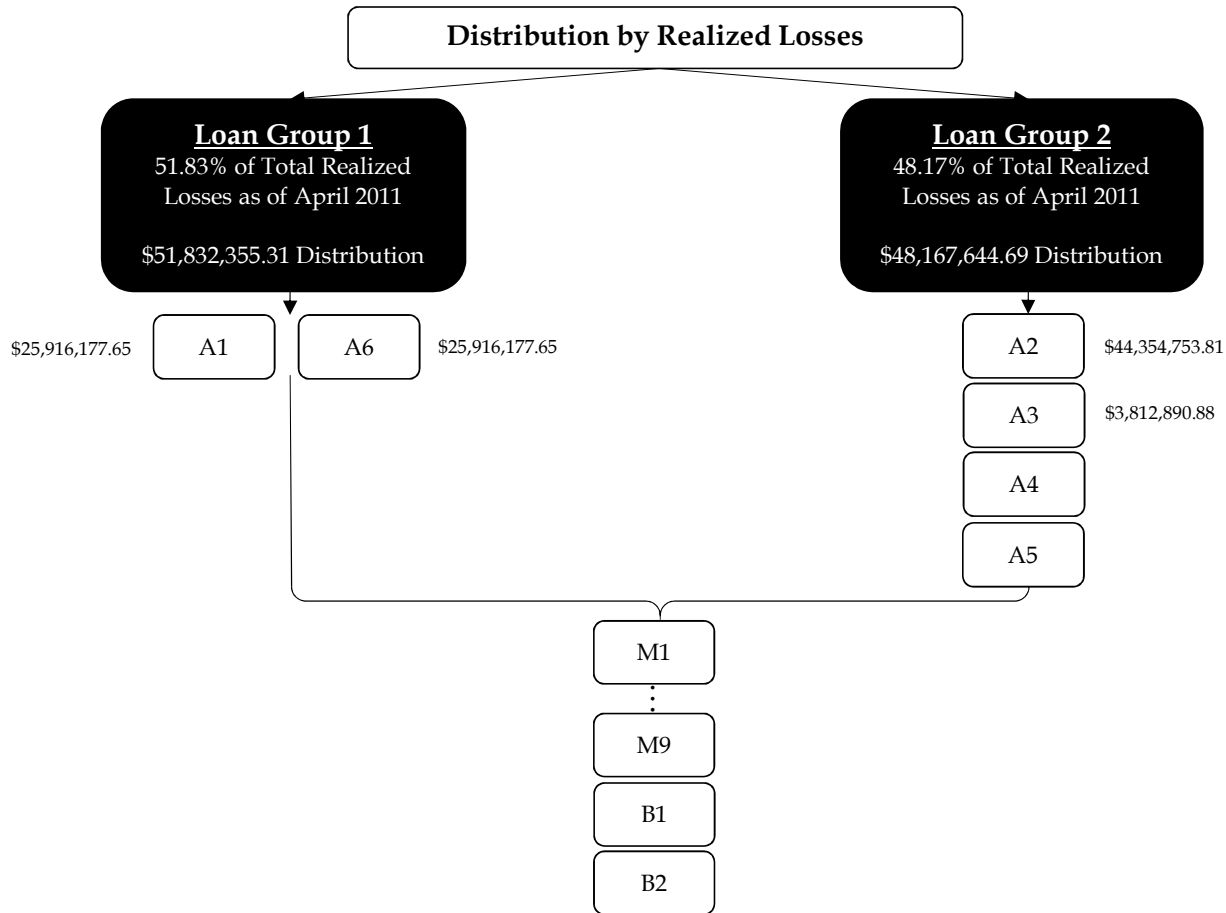 Distribution by Realized Losses
Loan Group 1
51.83% of Total Realized
Losses as of April 2011
$51,832,355.31 Distribution
Loan Group 2
48.17% of Total Realized
Losses as of April 2011
$48,167,644.69 Distribution
$25,916,177.65
A1
A6
$25,916,177.65
A2
$44,354,753.81
A3
$3,812,890.88
A4
A5
M1
M9
B1
B2